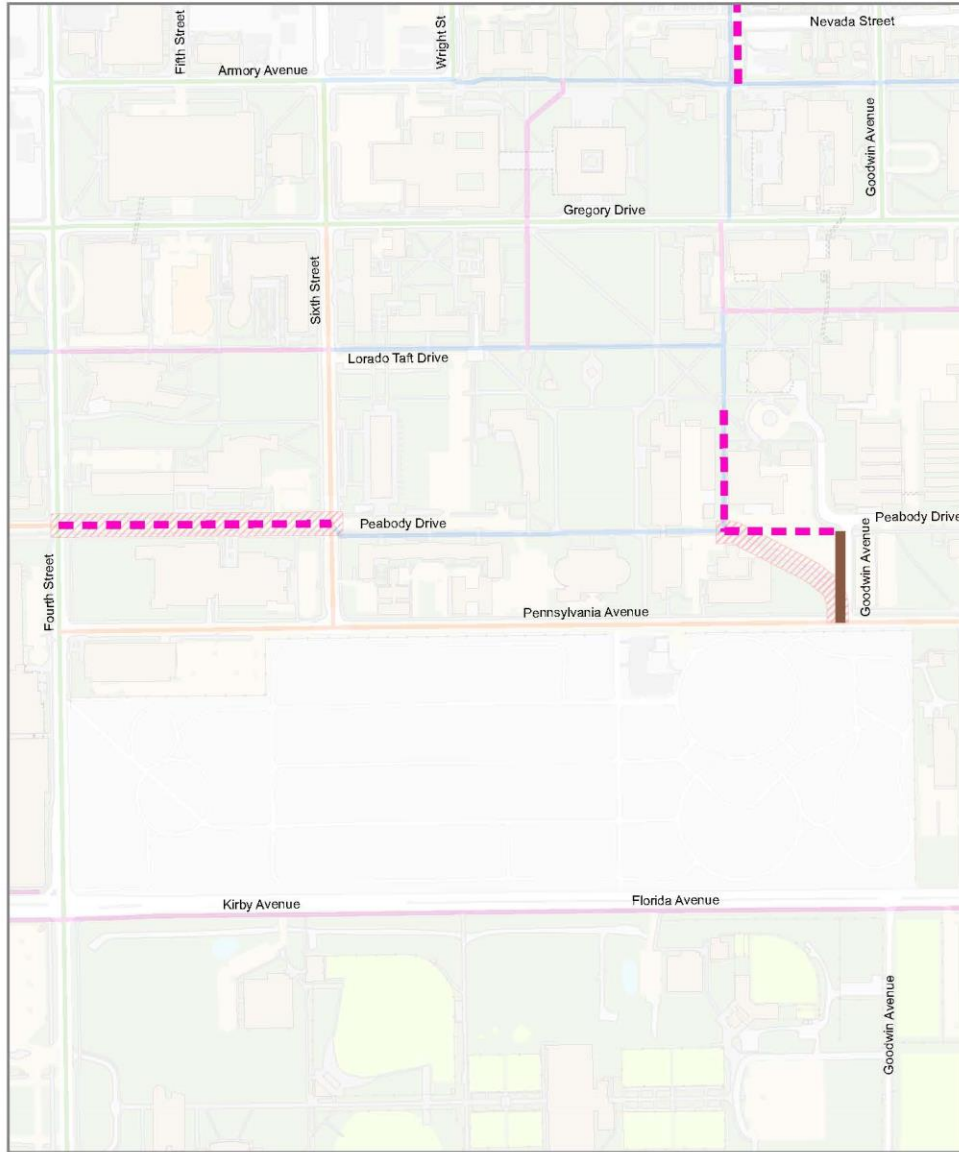 Nevada Street
Fifth Street
Wright St
Armory Avenue
Goodwin Avenue
Gregory Drive
Sixth Street
Lorado Taft Drive
Peabody Drive
Peabody Drive
Goodwin Avenue
Fourth Street
Pennsylvania Avenue
Kirby Avenue
Florida Avenue
Goodwin Avenue